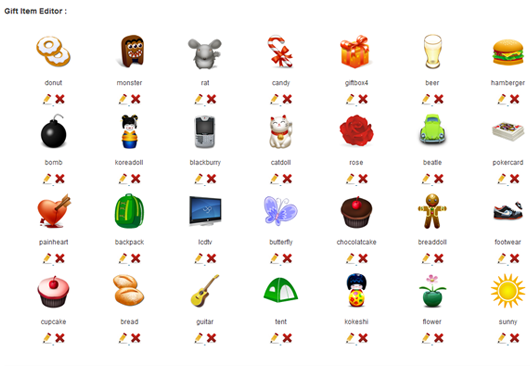 Gift Item Editor :
donut monster rat candy giftbox4 beer hamberger
bomb koreadoll blackburry catdoll rose beatle pokercard
painheart backpack lcdtv butterfly chocolatcake breaddoll footwear
cupcake bread guitar tent kokeshi flower sunny